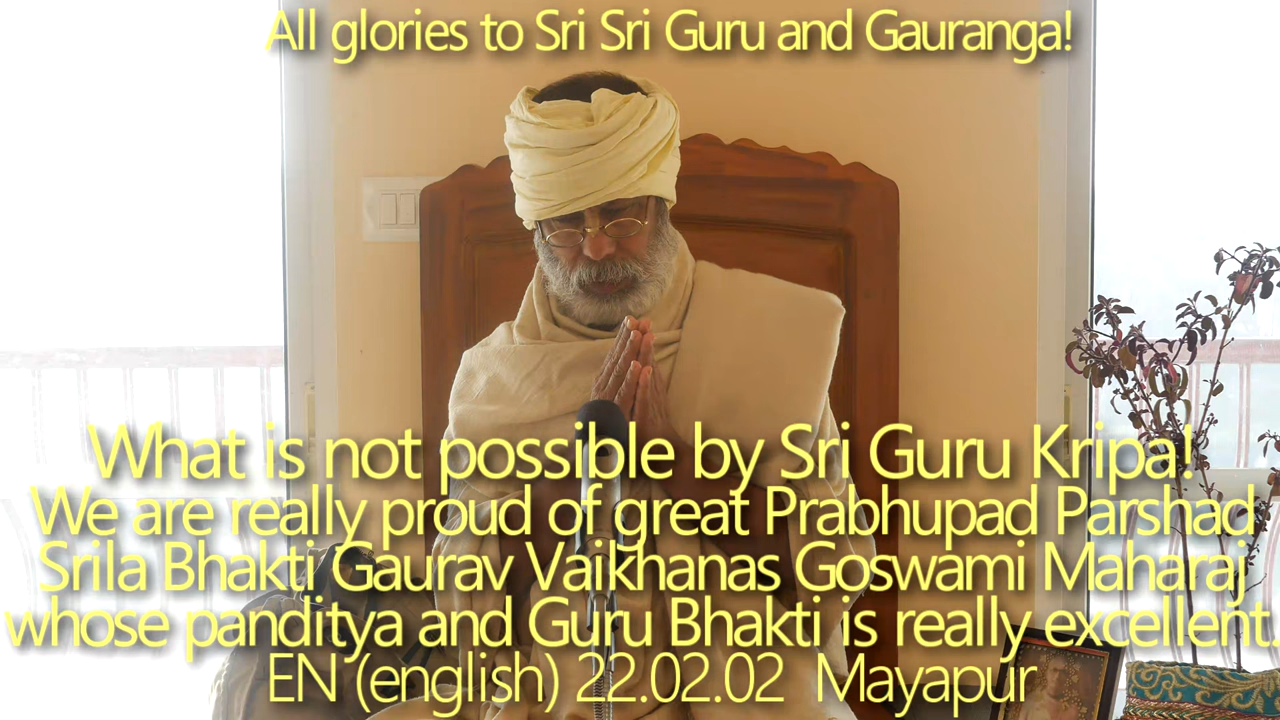 All glories to Sri Sri Guru and Gauranga!
What is not possible by Sri Guru Kripa!
We are really proud of great Prabhupad Parshad
Srila Bhakti Gaurav Vaikhanas Goswami Maharaj
whose panditya and Guru Bhakti is really excellent.
EN (english) 22.02.02 Mayapur